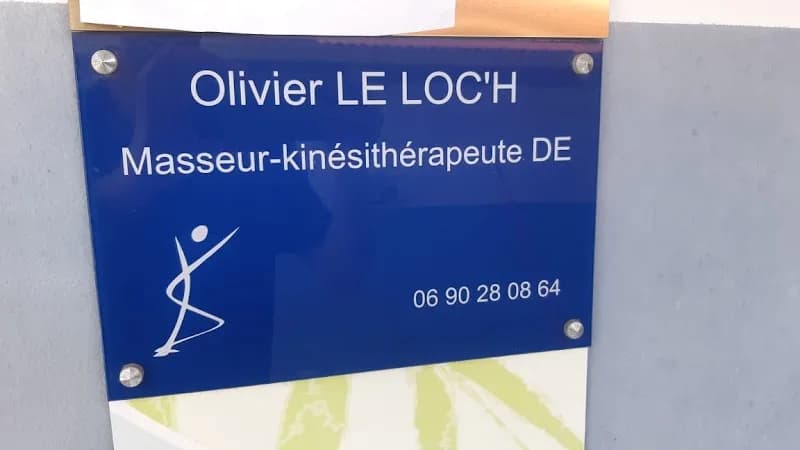 Olivier LE LOC'H
Masseur-kinésithérapeute DE
06 90 28 08 64